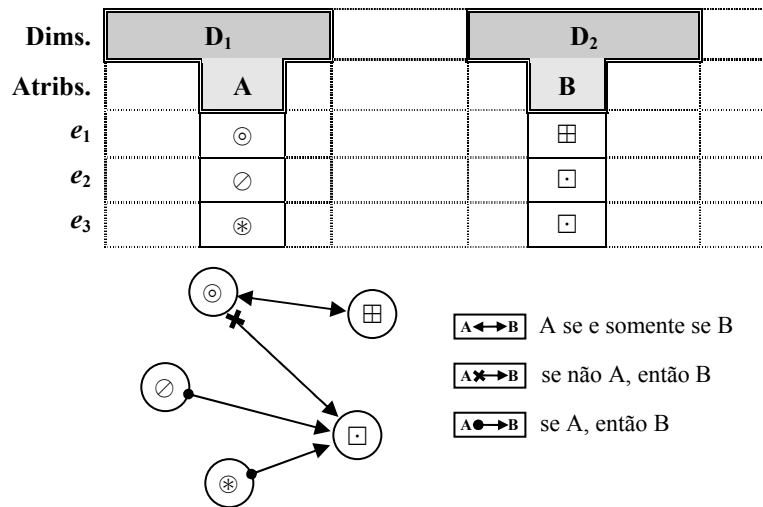 Dims. D₁ D₂
Atribs. A B
e₁ ⊚ ⊞
e₂ ⊘ ⊡
e₃ ⊛ ⊡
⊚ ⊞
A↔B A se e somente se B
⊘ A✖→B se não A, então B
⊡
A●→B se A, então B
⊛